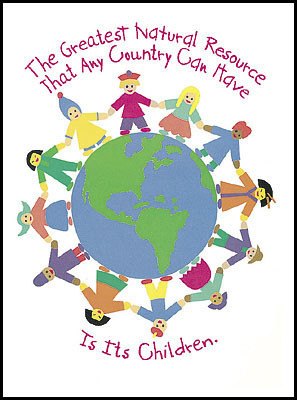 The Greatest Natural Resource
That Any Country Can Have
Is Its Children.